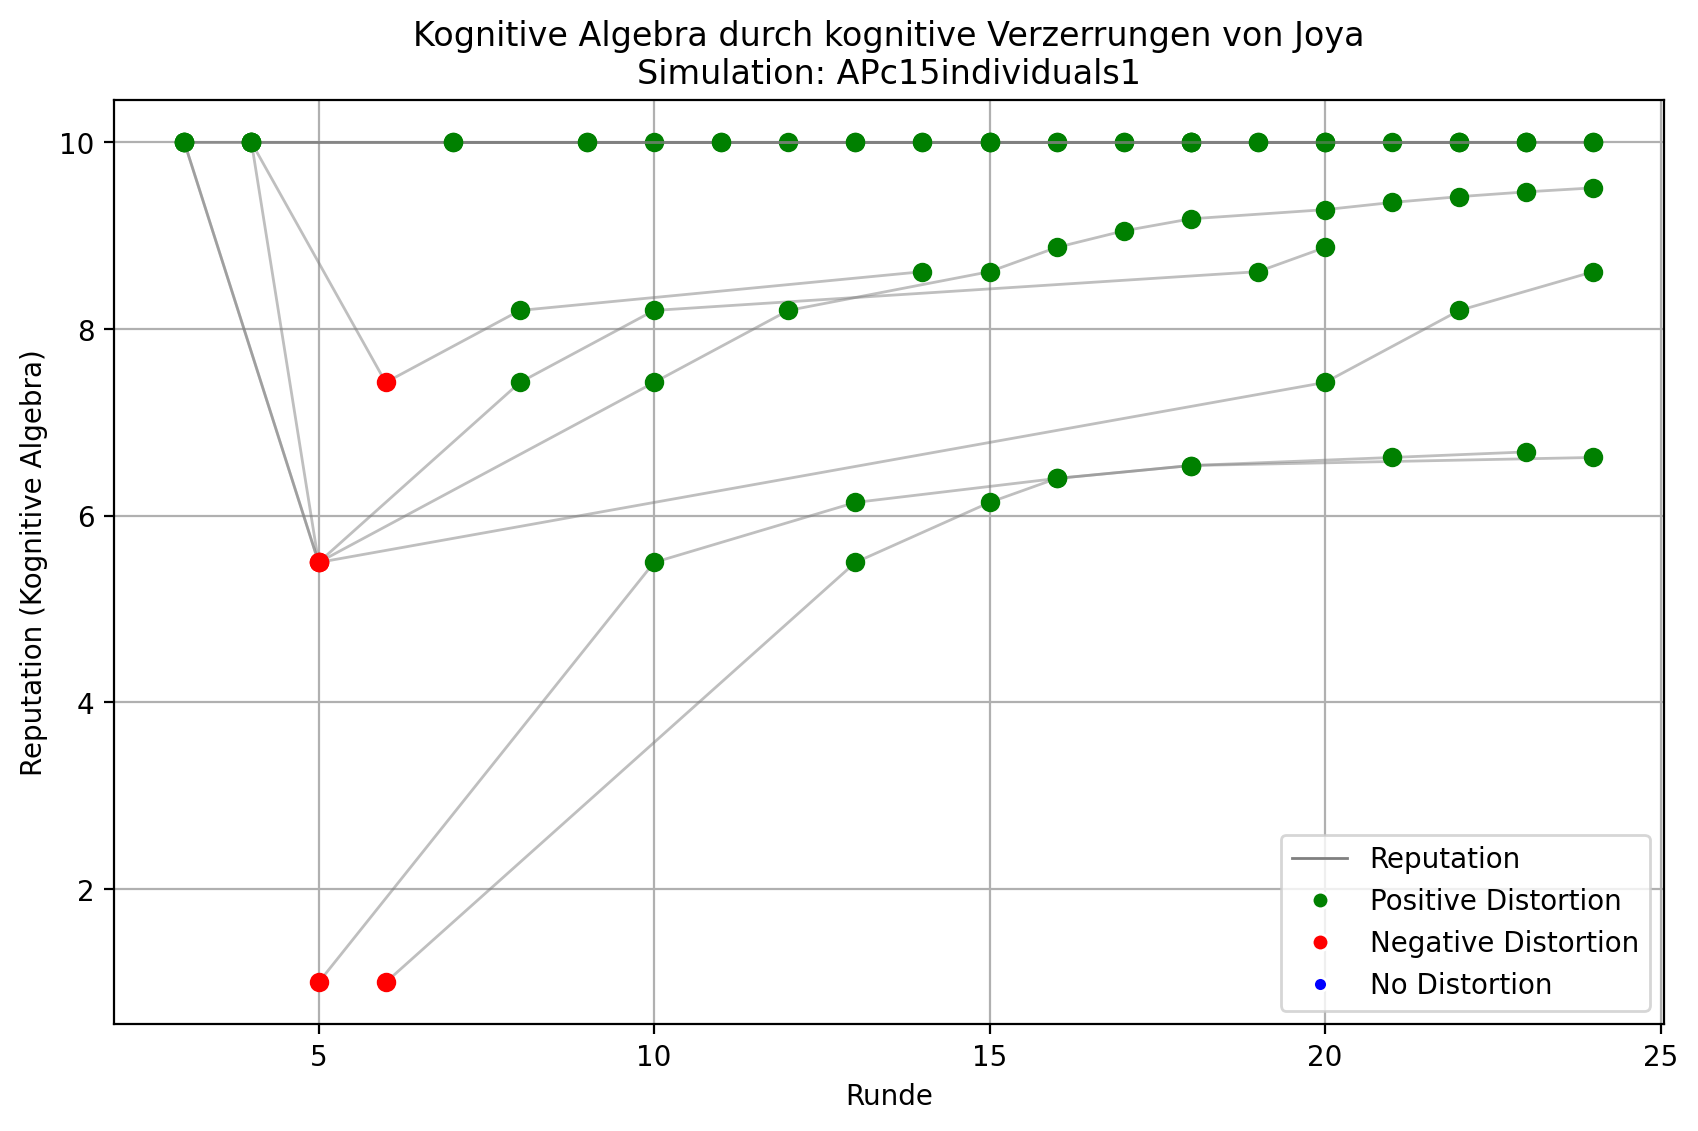 Kognitive Algebra durch kognitive Verzerrungen von Joya
Simulation: APc15individuals1
10
8
6
4
2
Reputation (Kognitive Algebra)
5
10
15
20
25
Runde
Reputation
Positive Distortion
Negative Distortion
No Distortion